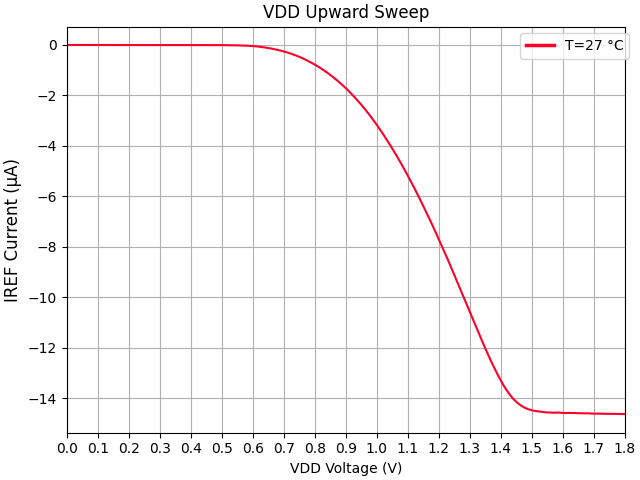 VDD Upward Sweep
T=27 °C
IREF Current (μA)
0
−2
−4
−6
−8
−10
−12
−14
0.0 0.1 0.2 0.3 0.4 0.5 0.6 0.7 0.8 0.9 1.0 1.1 1.2 1.3 1.4 1.5 1.6 1.7 1.8
VDD Voltage (V)